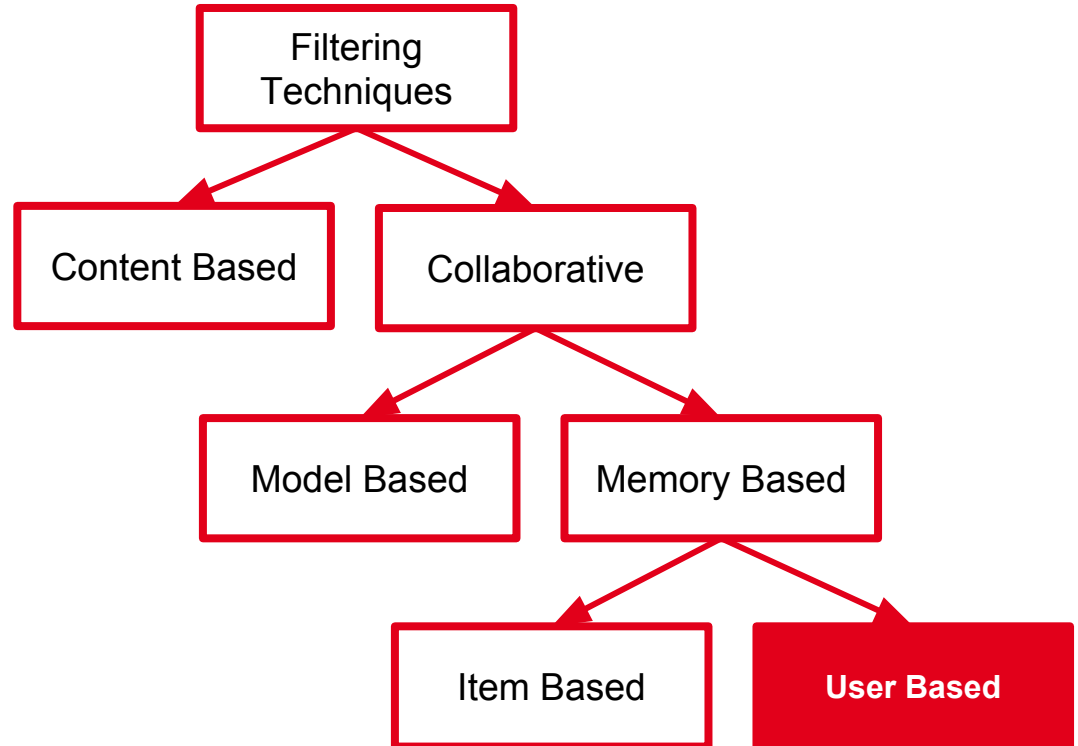 Filtering
Techniques
Content Based
Collaborative
Model Based
Memory Based
Item Based
User Based